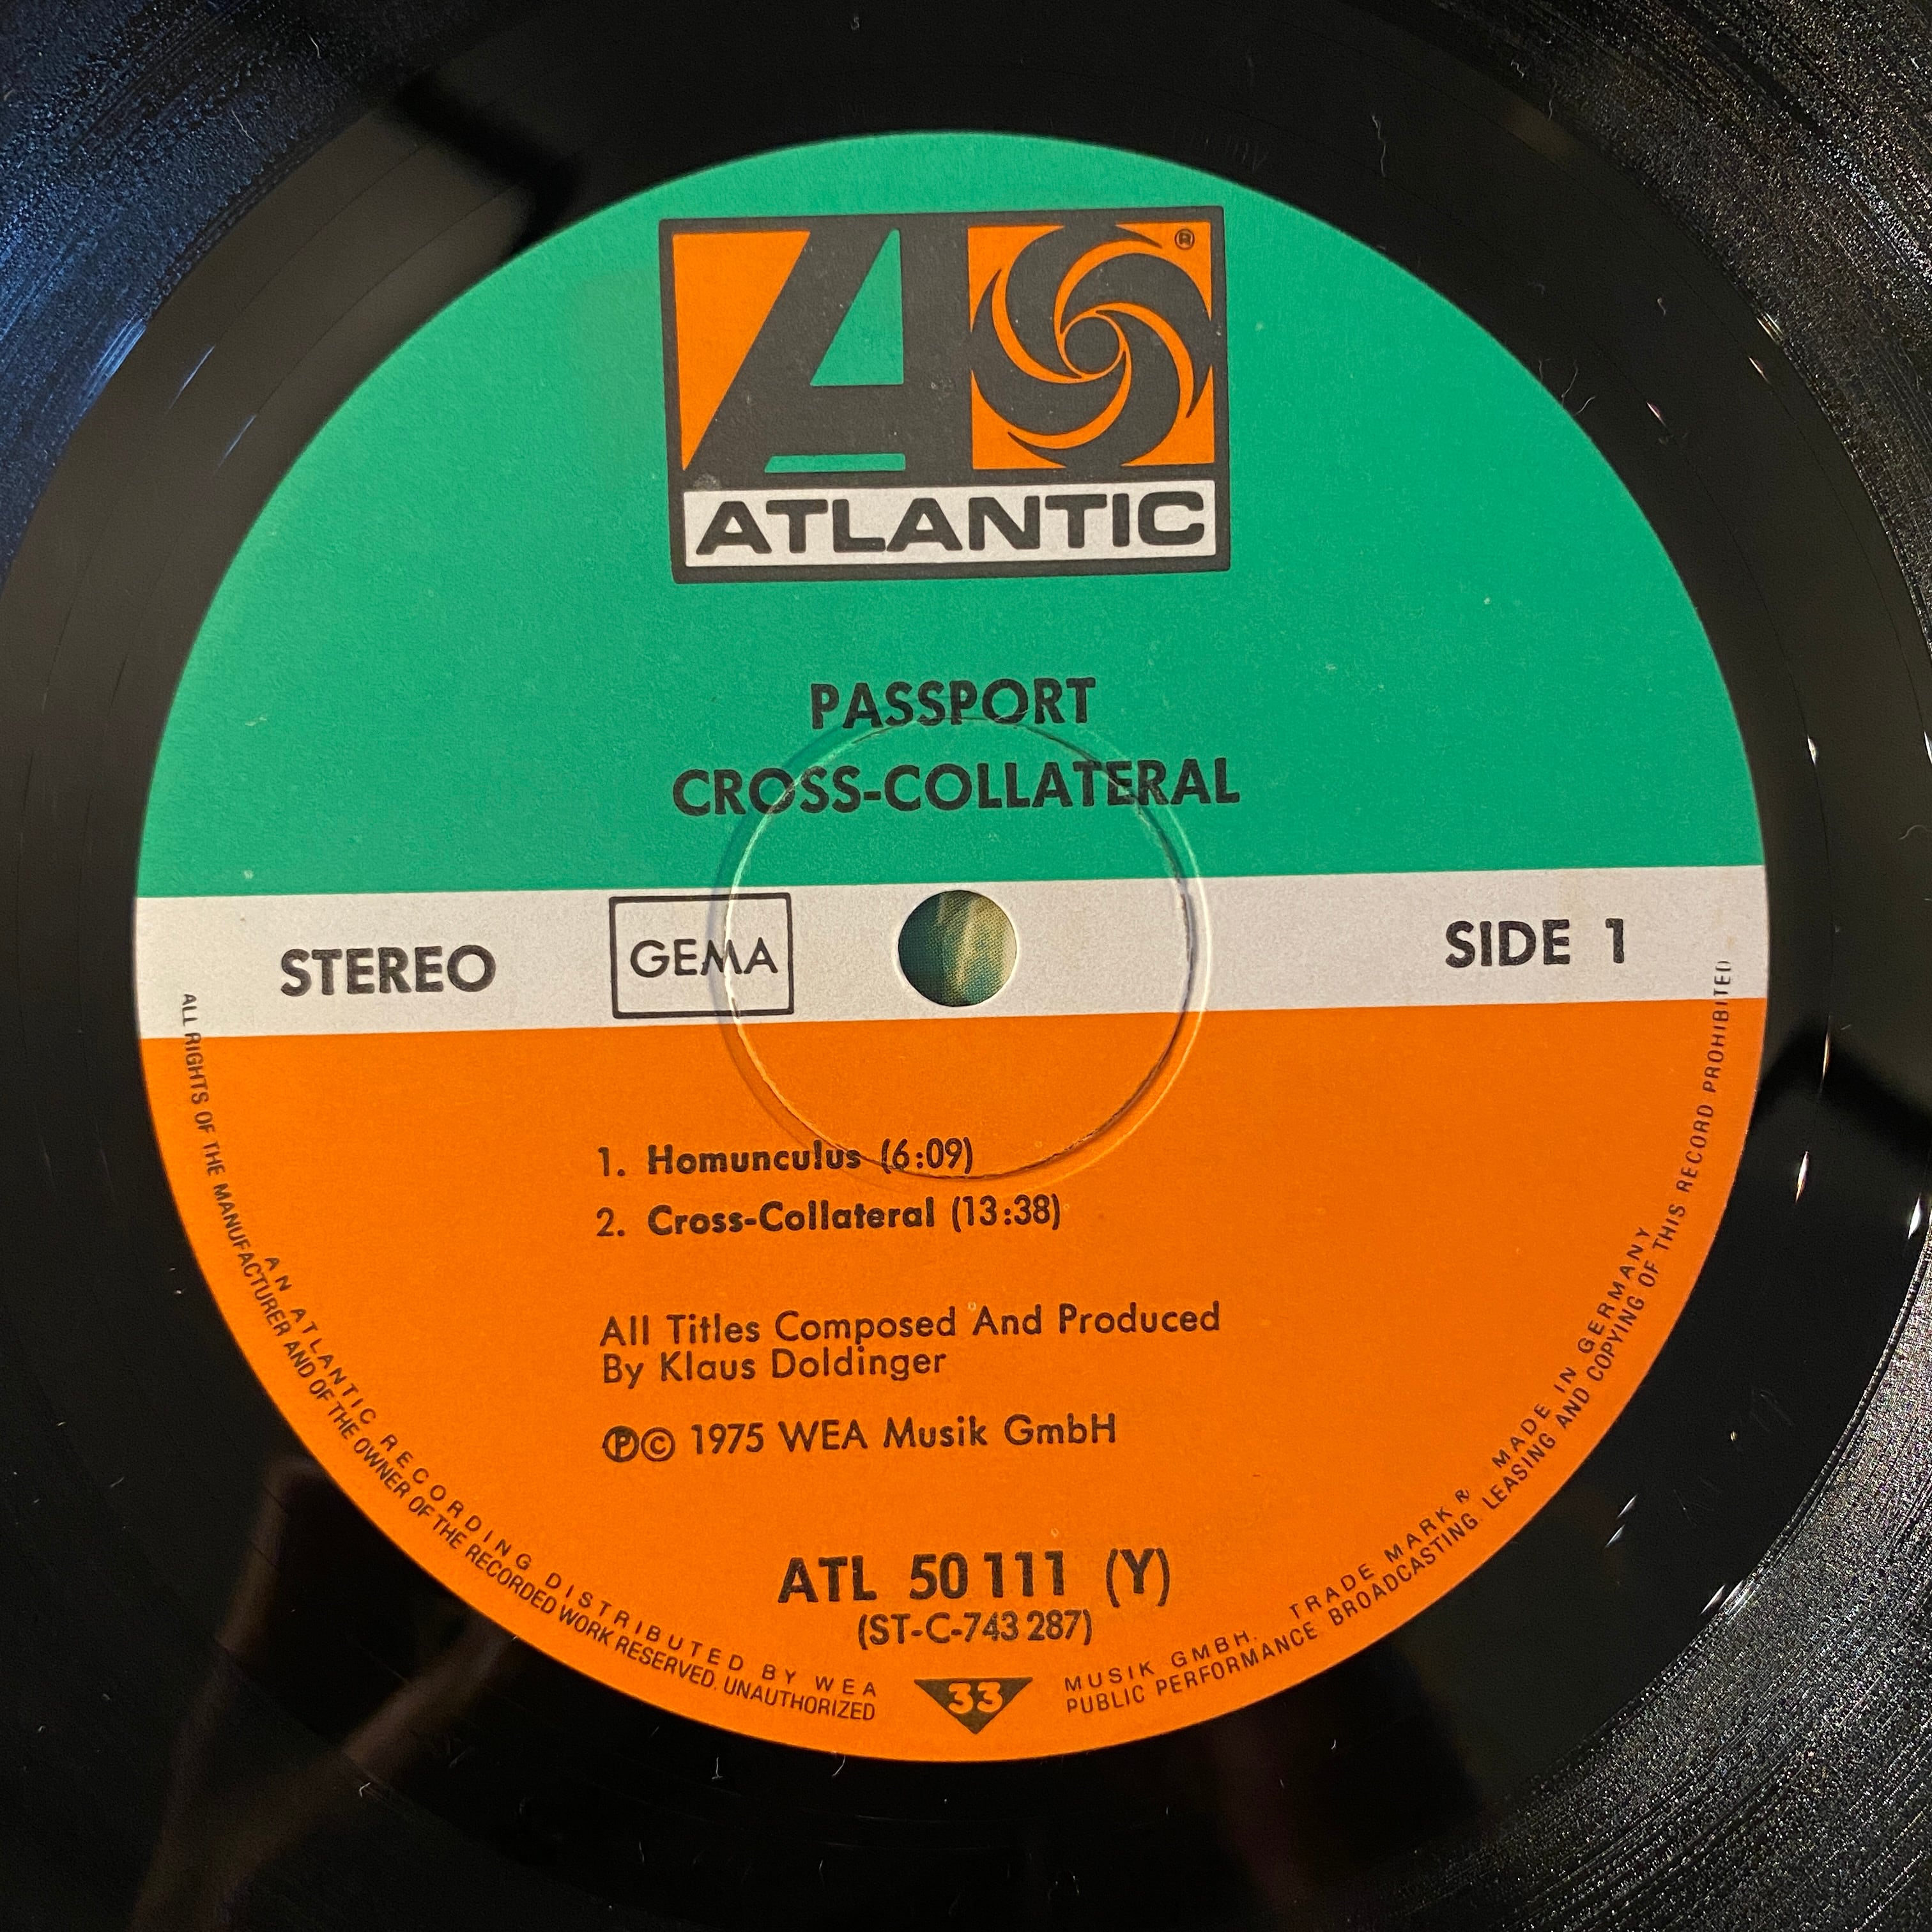 ®
ATLANTIC
PASSPORT
CROSS-COLLATERAL
STEREO
GEMA
SIDE 1
1. Homunculus (6:09)
2. Cross-Collateral (13:38)
All Titles Composed And Produced
By Klaus Doldinger
℗© 1975 WEA Musik GmbH
ATL 50 111 (Y)
(ST-C-743 287)
33
AN ATLANTIC RECORDING DISTRIBUTED BY WEA MUSIK GMBH. TRADE MARK R. MADE IN GERMANY
ALL RIGHTS OF THE MANUFACTURER AND OF THE OWNER OF THE RECORDED WORK RESERVED. UNAUTHORIZED PUBLIC PERFORMANCE BROADCASTING LEASING AND COPYING OF THIS RECORD PROHIBITED